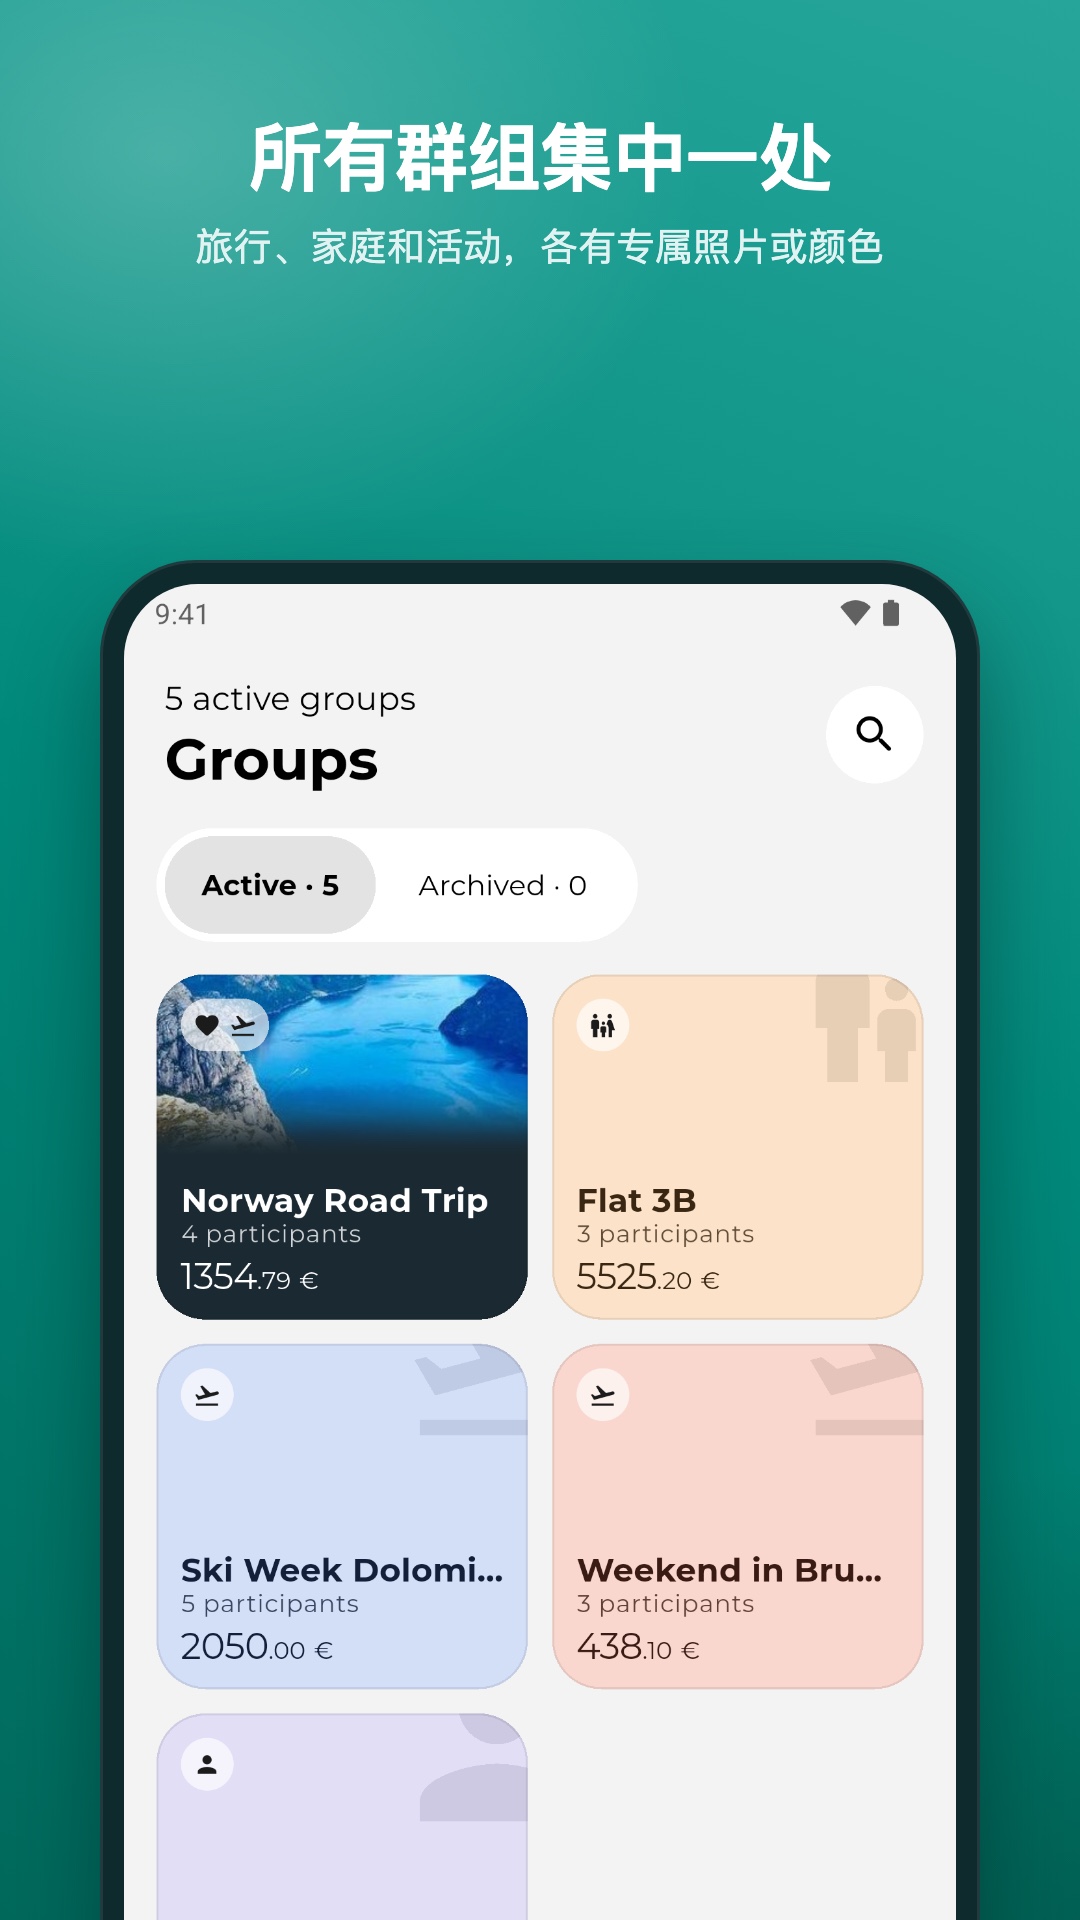 所有群组集中一处
旅行、家庭和活动，各有专属照片或颜色
9:41
5 active groups
Groups
Active · 5
Archived · 0
Norway Road Trip
4 participants
1354.79 €
Flat 3B
3 participants
5525.20 €
Ski Week Dolomi...
5 participants
2050.00 €
Weekend in Bru...
3 participants
438.10 €